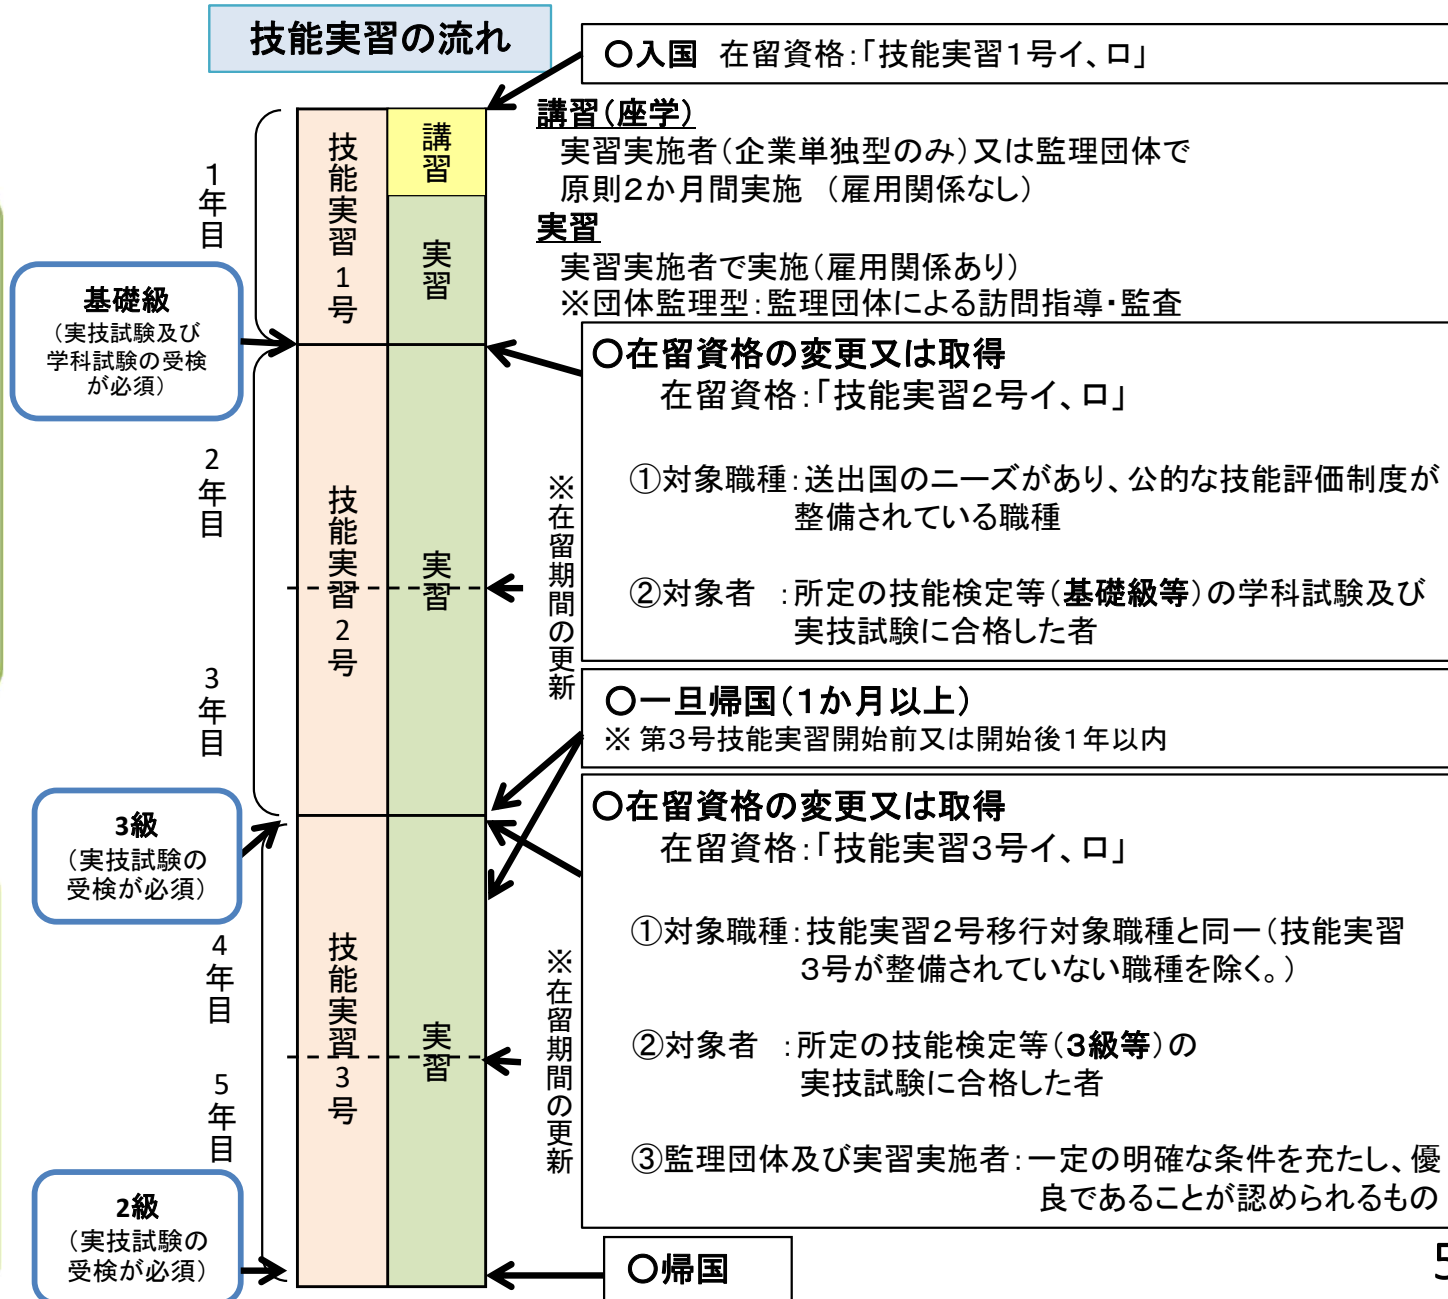 技能実習の流れ
○入国 在留資格：「技能実習１号イ、ロ」
講習（座学）
実習実施者（企業単独型のみ）又は監理団体で
原則２か月間実施 （雇用関係なし）
実習
実習実施者で実施（雇用関係あり）
※団体監理型：監理団体による訪問指導・監査
1年目
技能実習1号
講習
実習
基礎級
（実技試験及び
学科試験の受検
が必須）
○在留資格の変更又は取得
在留資格：「技能実習２号イ、ロ」
①対象職種：送出国のニーズがあり、公的な技能評価制度が
整備されている職種
②対象者 ：所定の技能検定等（基礎級等）の学科試験及び
実技試験に合格した者
2年目
3年目
技能実習2号
実習
※在留期間の更新
○一旦帰国（１か月以上）
※ 第３号技能実習開始前又は開始後１年以内
3級
（実技試験の
受検が必須）
○在留資格の変更又は取得
在留資格：「技能実習３号イ、ロ」
①対象職種：技能実習２号移行対象職種と同一（技能実習
３号が整備されていない職種を除く。）
②対象者 ：所定の技能検定等（３級等）の
実技試験に合格した者
③監理団体及び実習実施者：一定の明確な条件を充たし、優
良であることが認められるもの
4年目
5年目
技能実習3号
実習
※在留期間の更新
2級
（実技試験の
受検が必須）
○帰国
5